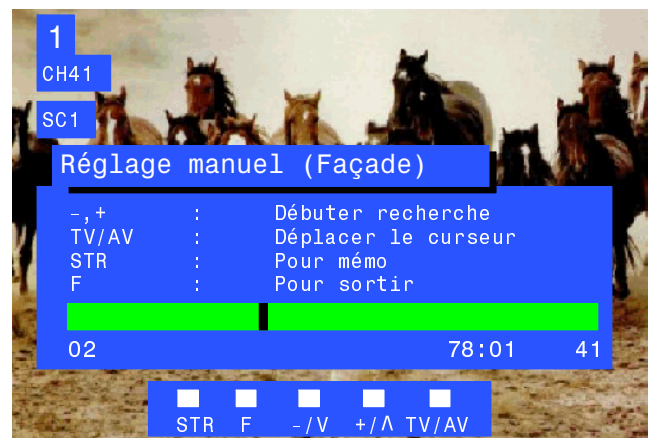 1
CH41
SC1
Réglage manuel (Façade)
-,+ : Débuter recherche
TV/AV : Déplacer le curseur
STR : Pour mémo
F : Pour sortir
02 78:01 41
STR F -/V +/Λ TV/AV